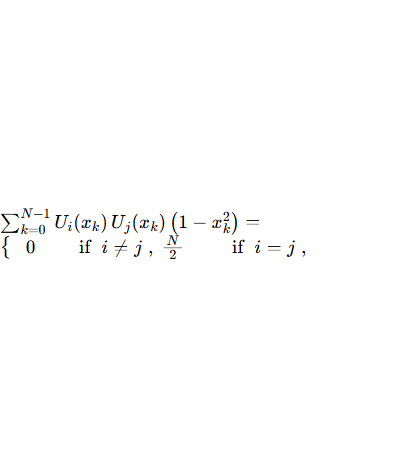 ∑_{k=0}^{N−1} U_i(x_k) U_j(x_k) (1 − x_k^2) =
{ 0 if i ≠ j , N/2 if i = j ,